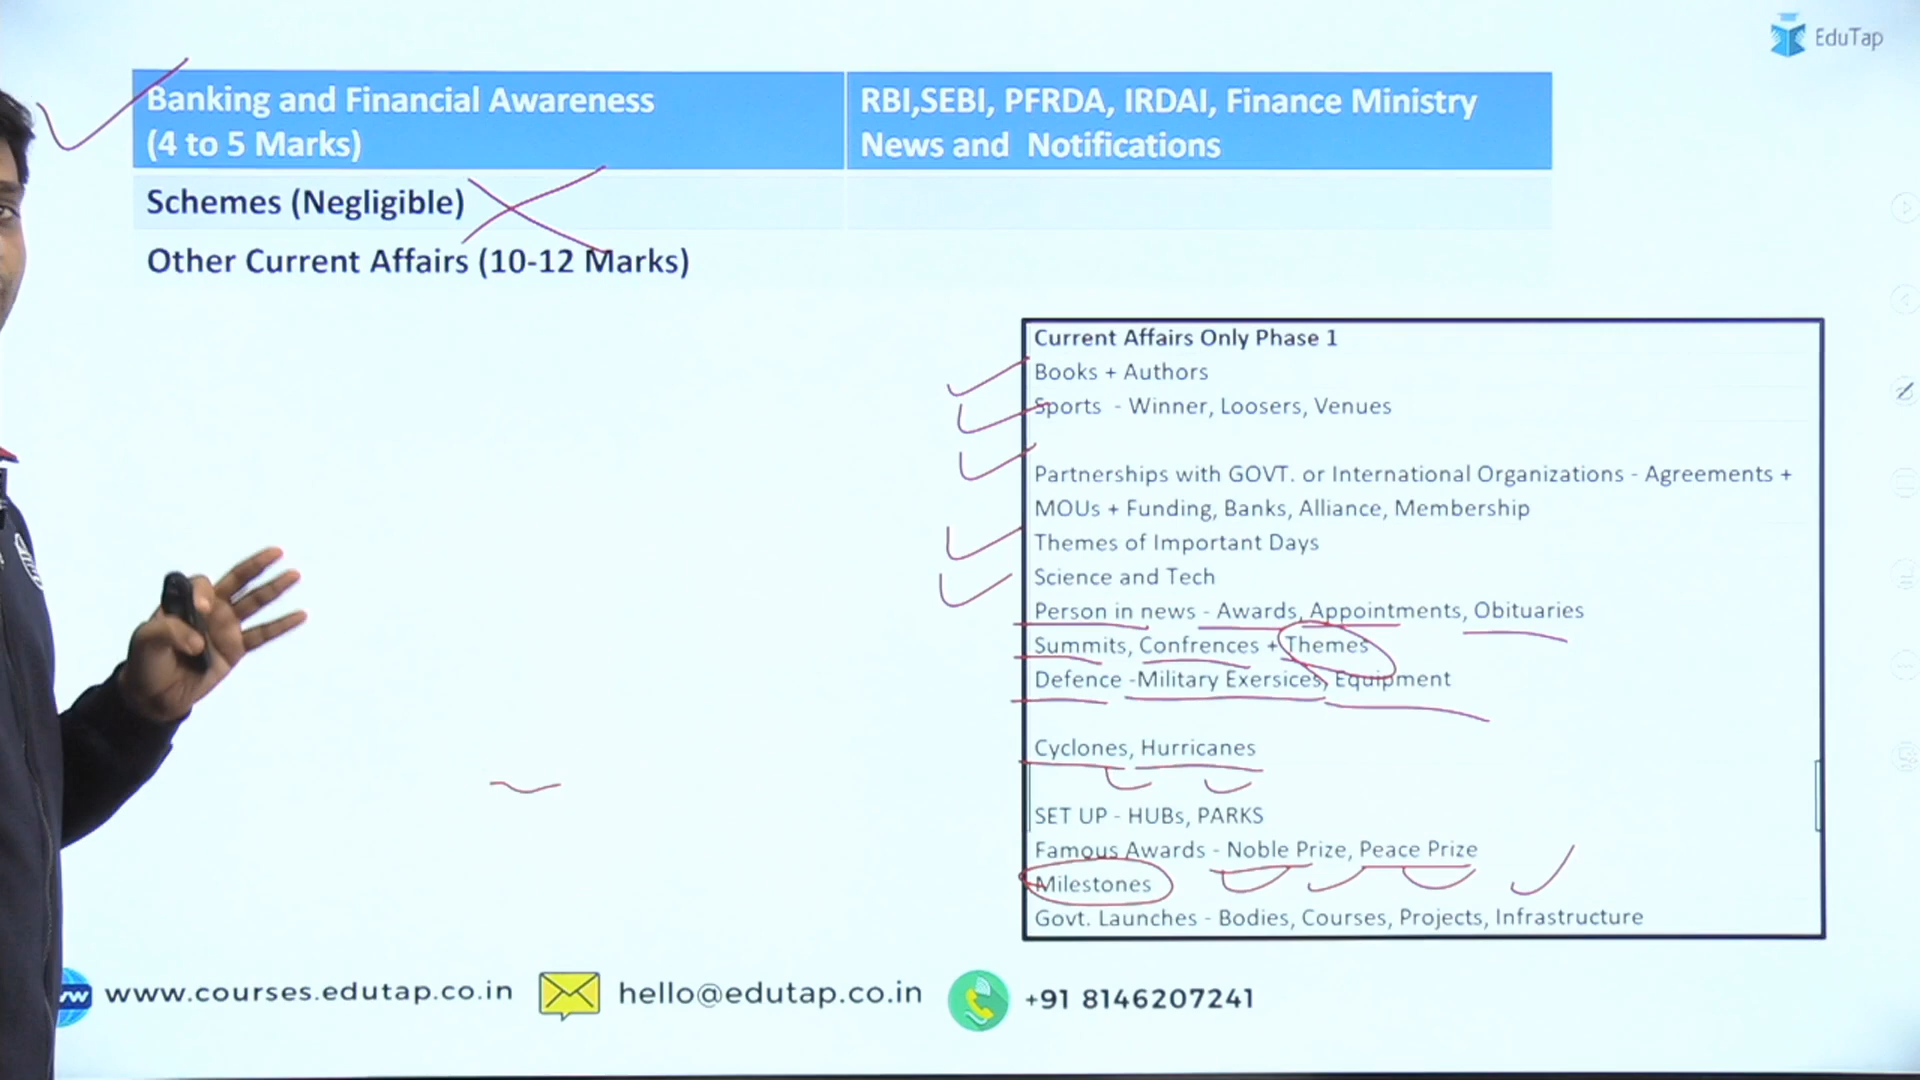 EduTap
Banking and Financial Awareness
(4 to 5 Marks)
RBI,SEBI, PFRDA, IRDAI, Finance Ministry
News and Notifications
Schemes (Negligible)
Other Current Affairs (10-12 Marks)
Current Affairs Only Phase 1
Books + Authors
Sports - Winner, Loosers, Venues
Partnerships with GOVT. or International Organizations - Agreements +
MOUs + Funding, Banks, Alliance, Membership
Themes of Important Days
Science and Tech
Person in news - Awards, Appointments, Obituaries
Summits, Confrences + Themes
Defence -Military Exersices, Equipment
Cyclones, Hurricanes
SET UP - HUBs, PARKS
Famous Awards - Noble Prize, Peace Prize
Milestones
Govt. Launches - Bodies, Courses, Projects, Infrastructure
www.courses.edutap.co.in
hello@edutap.co.in
+91 8146207241